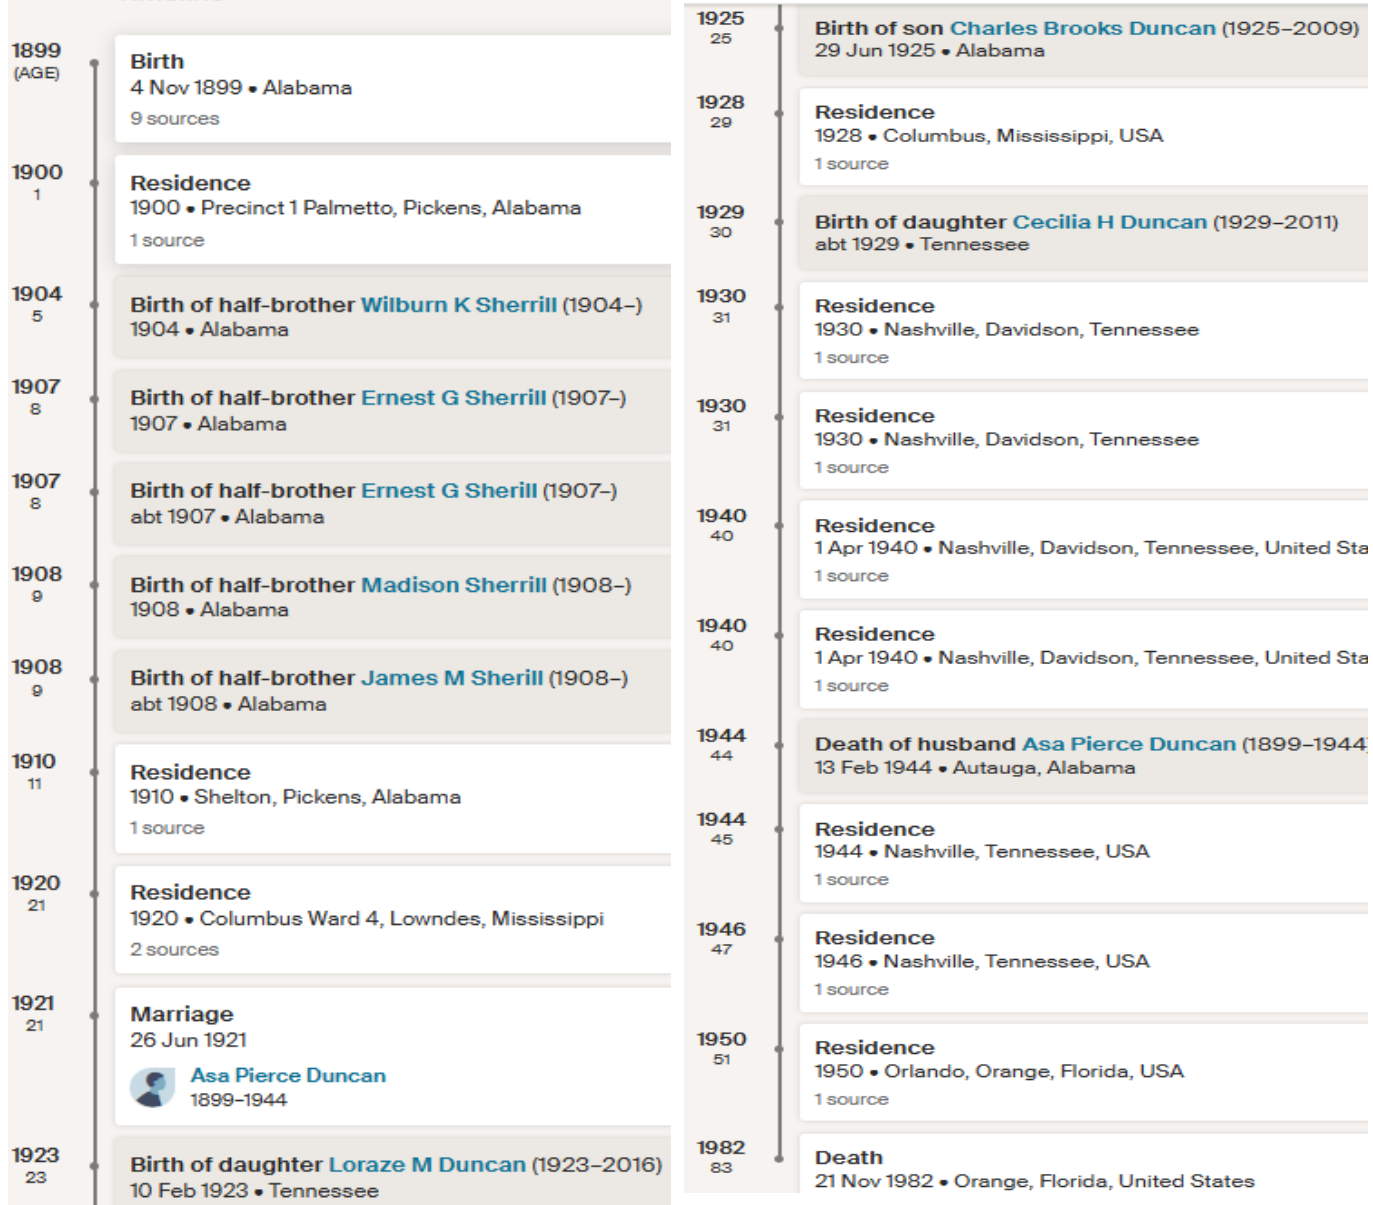 1899
(AGE)
Birth
4 Nov 1899 • Alabama
9 sources
1900
1
Residence
1900 • Precinct 1 Palmetto, Pickens, Alabama
1 source
1904
5
Birth of half-brother Wilburn K Sherrill (1904–)
1904 • Alabama
1907
8
Birth of half-brother Ernest G Sherrill (1907–)
1907 • Alabama
1907
8
Birth of half-brother Ernest G Sherill (1907–)
abt 1907 • Alabama
1908
9
Birth of half-brother Madison Sherrill (1908–)
1908 • Alabama
1908
9
Birth of half-brother James M Sherill (1908–)
abt 1908 • Alabama
1910
11
Residence
1910 • Shelton, Pickens, Alabama
1 source
1920
21
Residence
1920 • Columbus Ward 4, Lowndes, Mississippi
2 sources
1921
21
Marriage
26 Jun 1921
Asa Pierce Duncan
1899–1944
1923
23
Birth of daughter Loraze M Duncan (1923–2016)
10 Feb 1923 • Tennessee
1925
25
Birth of son Charles Brooks Duncan (1925–2009)
29 Jun 1925 • Alabama
1928
29
Residence
1928 • Columbus, Mississippi, USA
1 source
1929
30
Birth of daughter Cecilia H Duncan (1929–2011)
abt 1929 • Tennessee
1930
31
Residence
1930 • Nashville, Davidson, Tennessee
1 source
1930
31
Residence
1930 • Nashville, Davidson, Tennessee
1 source
1940
40
Residence
1 Apr 1940 • Nashville, Davidson, Tennessee, United Sta
1 source
1940
40
Residence
1 Apr 1940 • Nashville, Davidson, Tennessee, United Sta
1 source
1944
44
Death of husband Asa Pierce Duncan (1899–1944)
13 Feb 1944 • Autauga, Alabama
1944
45
Residence
1944 • Nashville, Tennessee, USA
1 source
1946
47
Residence
1946 • Nashville, Tennessee, USA
1 source
1950
51
Residence
1950 • Orlando, Orange, Florida, USA
1 source
1982
83
Death
21 Nov 1982 • Orange, Florida, United States